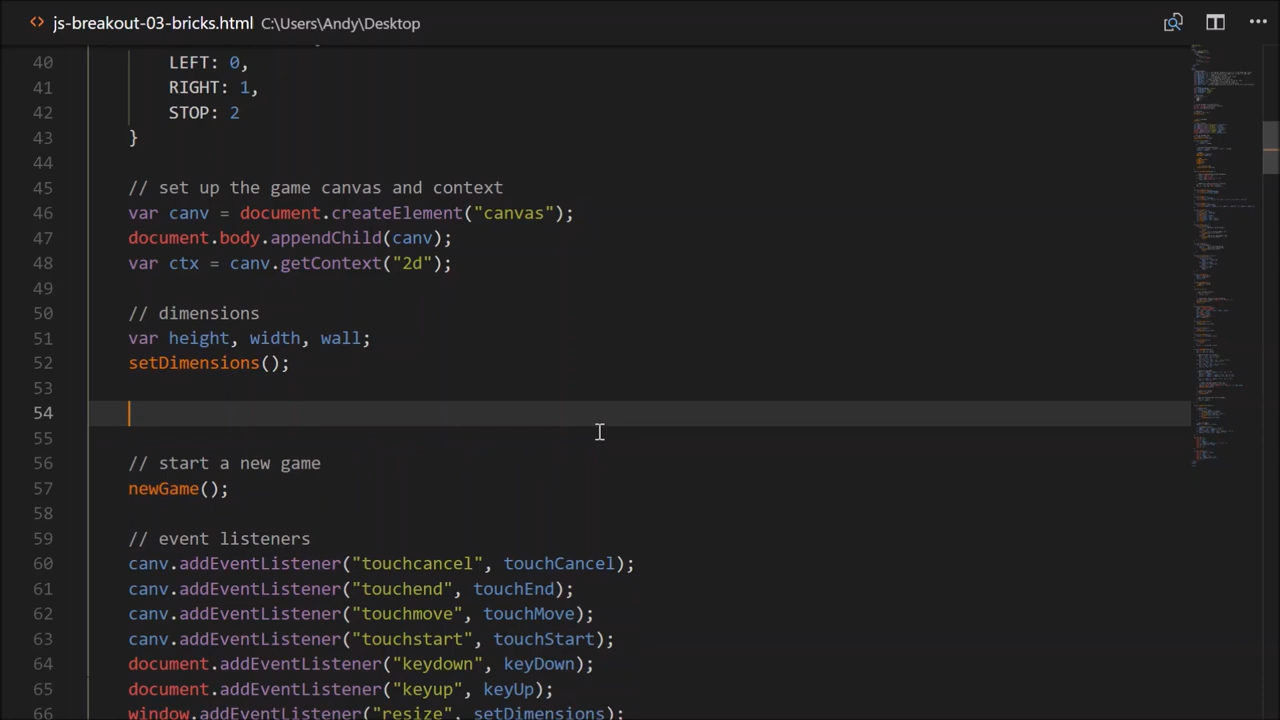 js-breakout-03-bricks.html C:\Users\Andy\Desktop
40 LEFT: 0,
41 RIGHT: 1,
42 STOP: 2
43 }
44
45 // set up the game canvas and context
46 var canv = document.createElement("canvas");
47 document.body.appendChild(canv);
48 var ctx = canv.getContext("2d");
49
50 // dimensions
51 var height, width, wall;
52 setDimensions();
53
54
55
56 // start a new game
57 newGame();
58
59 // event listeners
60 canv.addEventListener("touchcancel", touchCancel);
61 canv.addEventListener("touchend", touchEnd);
62 canv.addEventListener("touchmove", touchMove);
63 canv.addEventListener("touchstart", touchStart);
64 document.addEventListener("keydown", keyDown);
65 document.addEventListener("keyup", keyUp);
66 window.addEventListener("resize", setDimensions);